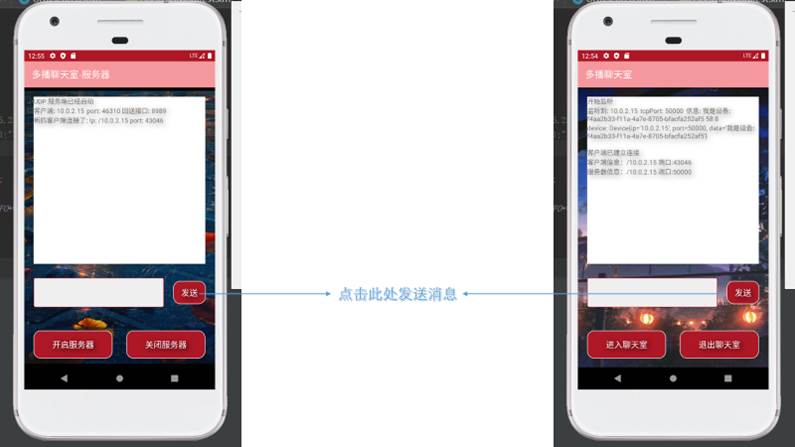 12:55
LTE
多播聊天室-服务器
UDP 服务端已经启动
客户端: 10.0.2.15 port: 46310 回送接口: 8989
有新客户端连接了: Ip: /10.0.2.15 port: 43046
发送
开启服务器
关闭服务器
点击此处发送消息
12:54
LTE
多播聊天室
开始监听
监听到: 10.0.2.15 tcpPort: 50000 信息: 我是设备:
f4aa2b33-f11a-4a7e-8705-bfacfa252af5 58 8
device: Device{ip='10.0.2.15', port=50000, data='我是设备:
f4aa2b33-f11a-4a7e-8705-bfacfa252af5'}
客户端已建立连接
客户端信息: /10.0.2.15 端口:43046
服务器信息: /10.0.2.15 端口:50000
发送
进入聊天室
退出聊天室